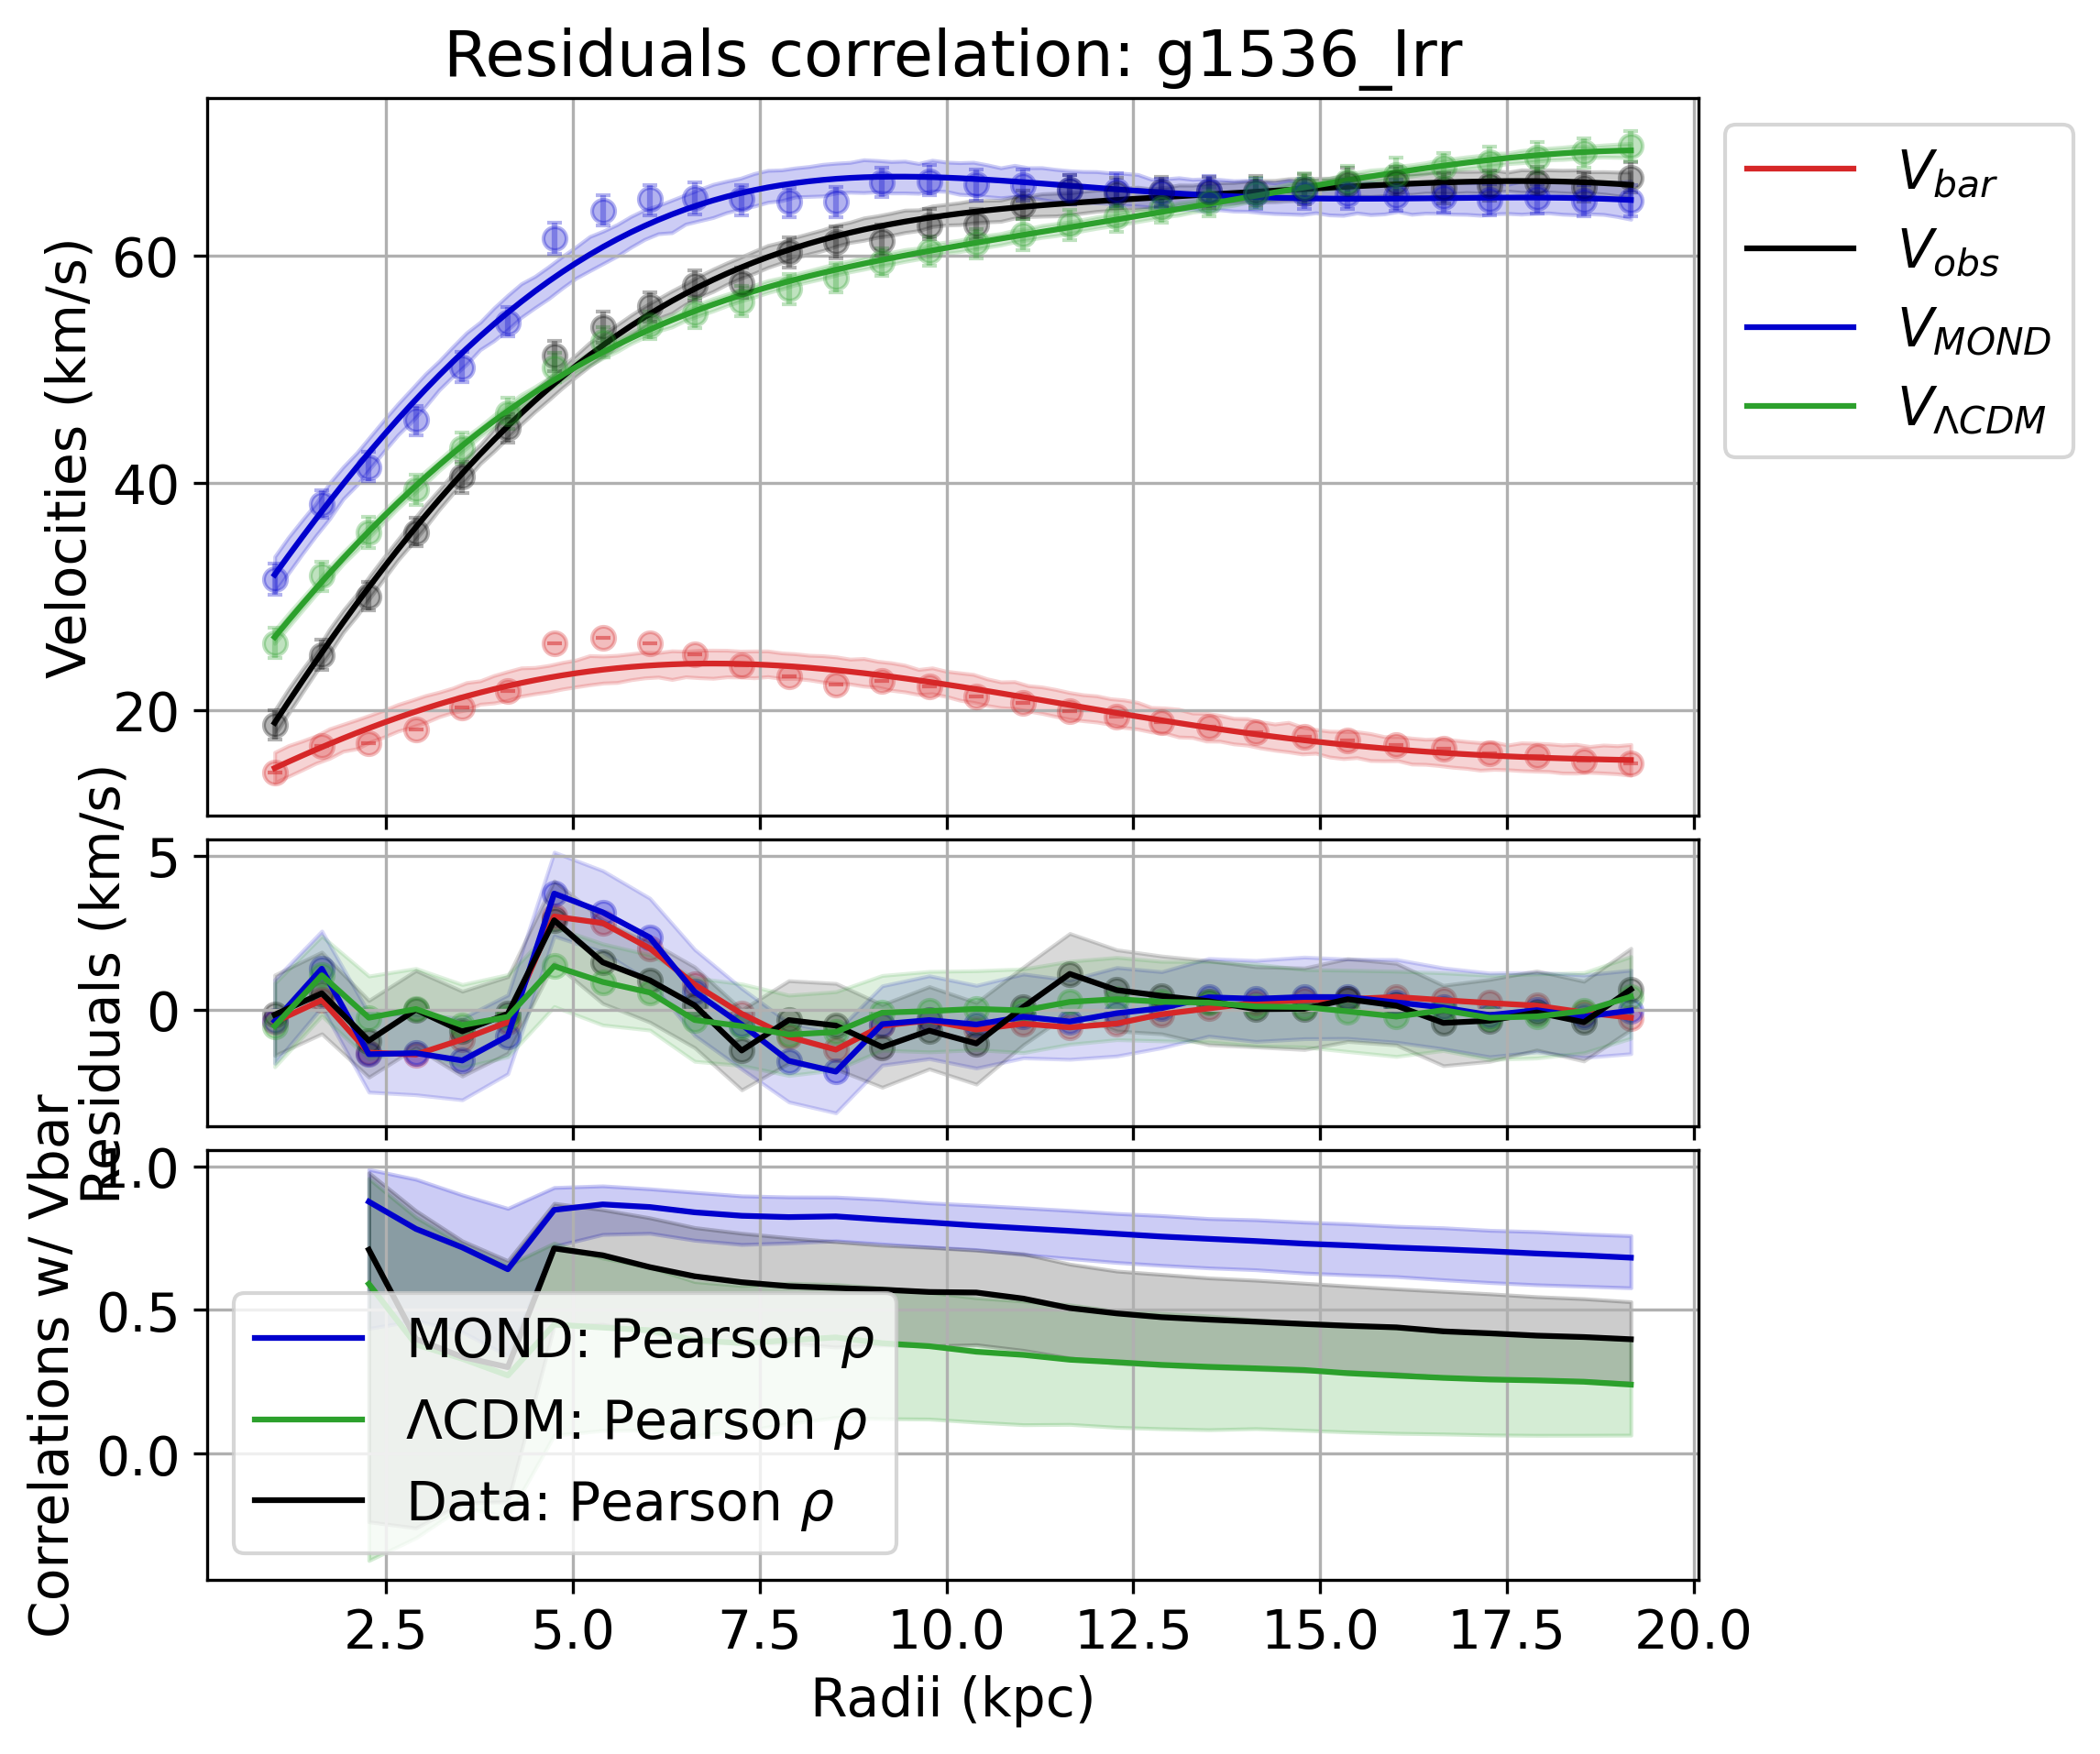 Residuals correlation: g1536_Irr
Velocities (km/s)
60
40
20
V_bar
V_obs
V_MOND
V_ΛCDM
Residuals (km/s)
5
0
Correlations w/ Vbar
1.0
0.5
0.0
MOND: Pearson ρ
ΛCDM: Pearson ρ
Data: Pearson ρ
2.5 5.0 7.5 10.0 12.5 15.0 17.5 20.0
Radii (kpc)